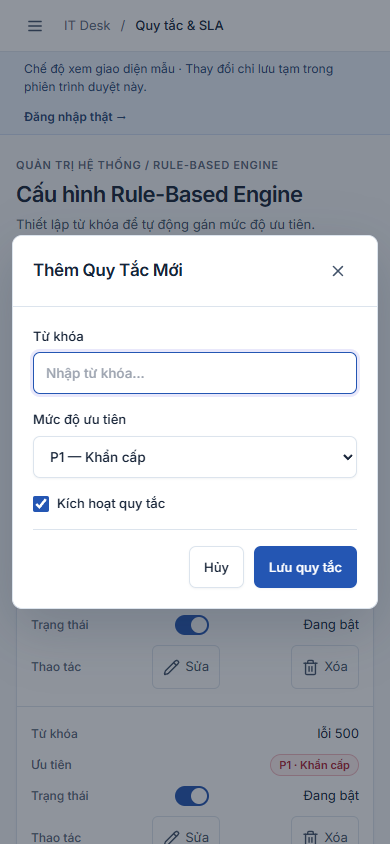 IT Desk / Quy tắc & SLA
Chế độ xem giao diện mẫu · Thay đổi chỉ lưu tạm trong
phiên trình duyệt này.
Đăng nhập thật →
QUẢN TRỊ HỆ THỐNG / RULE-BASED ENGINE
Cấu hình Rule-Based Engine
Thiết lập từ khóa để tự động gán mức độ ưu tiên.
Thêm Quy Tắc Mới
Từ khóa
Nhập từ khóa...
Mức độ ưu tiên
P1 — Khẩn cấp
Kích hoạt quy tắc
Hủy Lưu quy tắc
Trạng thái Đang bật
Thao tác Sửa Xóa
Từ khóa lỗi 500
Ưu tiên P1 · Khẩn cấp
Trạng thái Đang bật
Thao tác Sửa Xóa